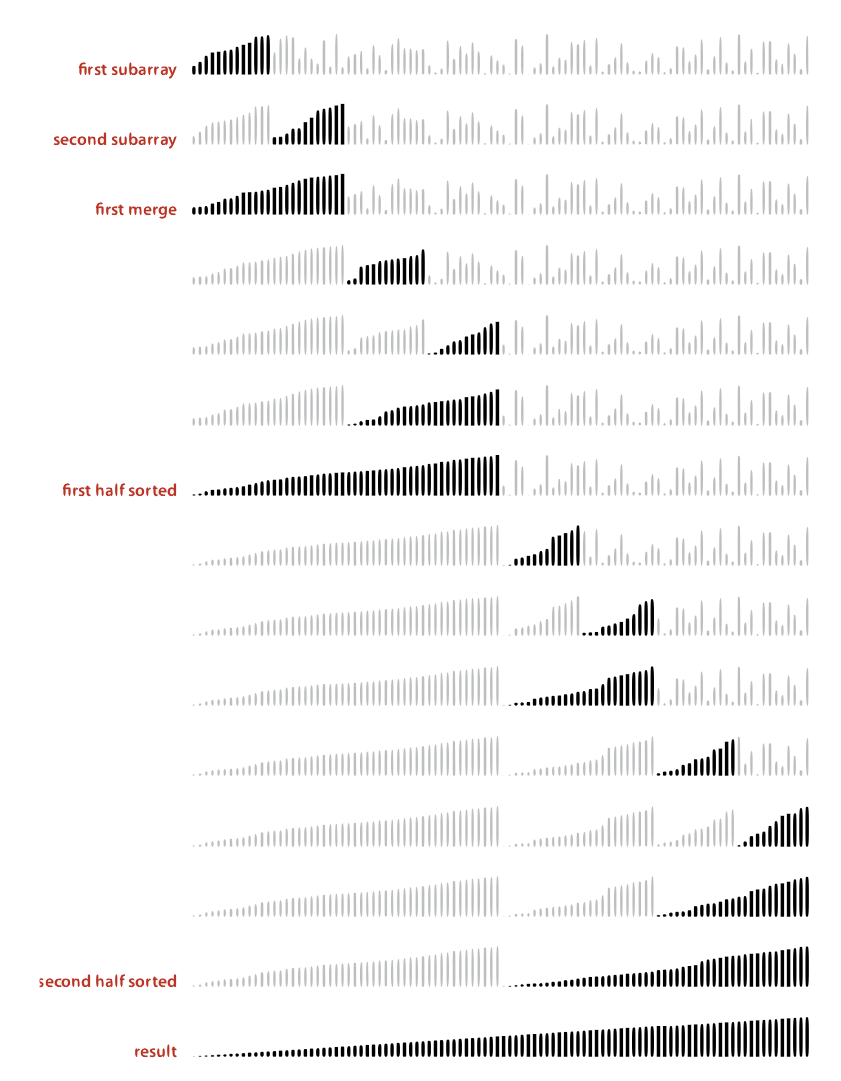 first subarray
second subarray
first merge
first half sorted
second half sorted
result